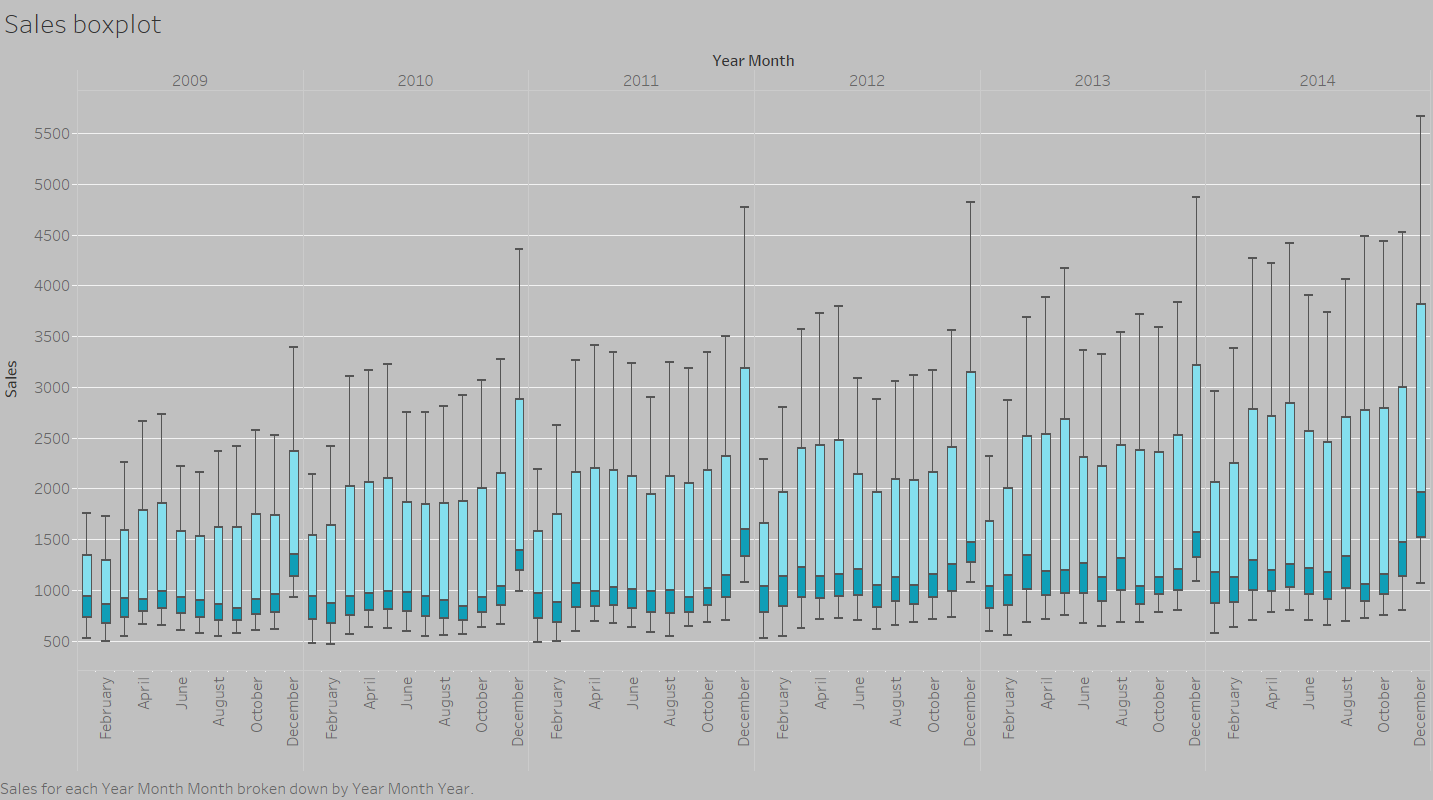 Sales boxplot
Year Month
2009 2010 2011 2012 2013 2014
5500
5000
4500
4000
3500
3000
2500
2000
1500
1000
500
Sales
February April June August October December February April June August October December February April June August October December February April June August October December February April June August October December February April June August October December
Sales for each Year Month Month broken down by Year Month Year.